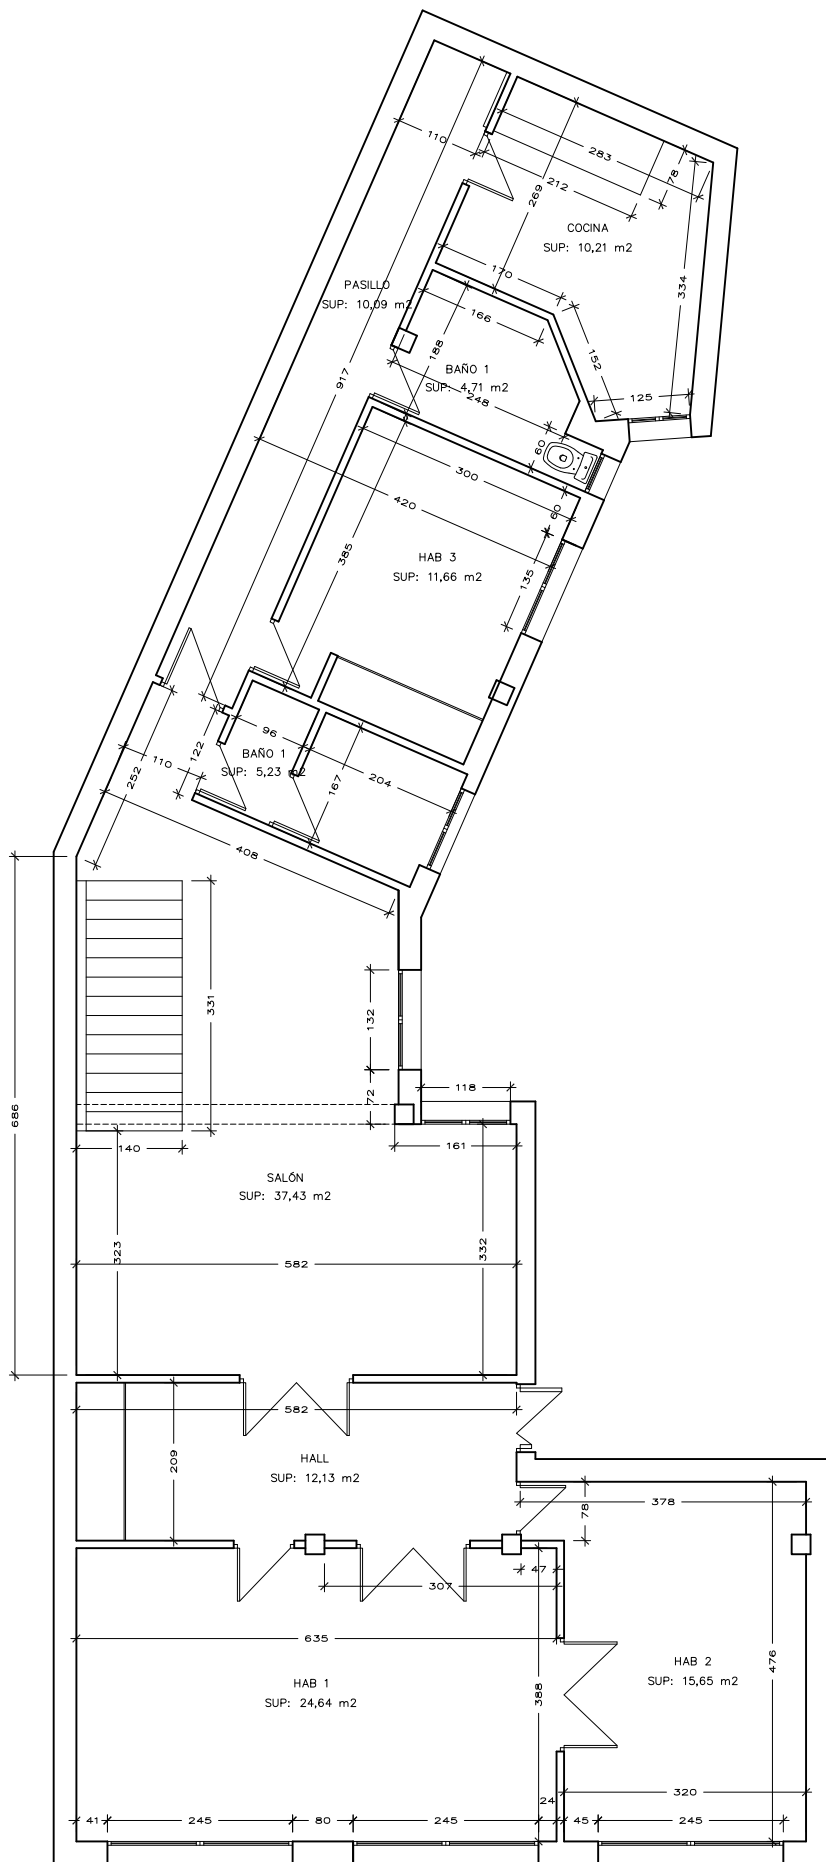 110
283
78
212
269
COCINA
SUP: 10,21 m2
170
334
PASILLO
SUP: 10,09 m2
166
188
152
917
BAÑO 1
SUP: 4,71 m2
248
125
60
300
420
60
385
HAB 3
SUP: 11,66 m2
135
96
122
BAÑO 1
SUP: 5,23 m2
110
252
167
204
408
331
132
72
118
686
140
161
SALÓN
SUP: 37,43 m2
323
332
582
582
209
HALL
SUP: 12,13 m2
378
78
47
307
635
HAB 2
SUP: 15,65 m2
476
HAB 1
SUP: 24,64 m2
388
320
24
41
245
80
245
45
245